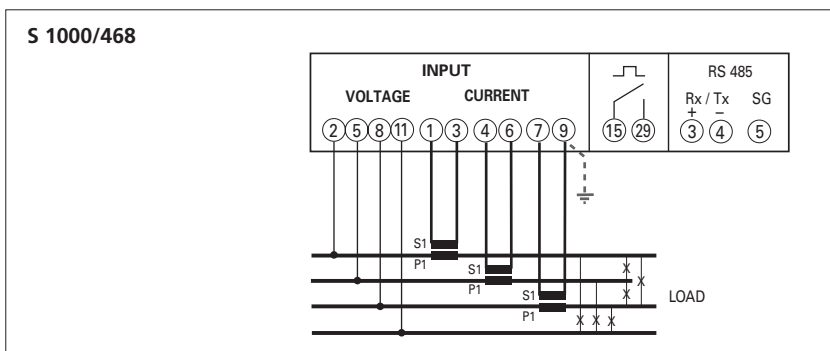 S 1000/468
INPUT
VOLTAGE CURRENT
RS 485
Rx / Tx SG
+ −
2 5 8 11 1 3 4 6 7 9 15 29 3 4 5
S1
P1
S1
P1
S1
P1
LOAD